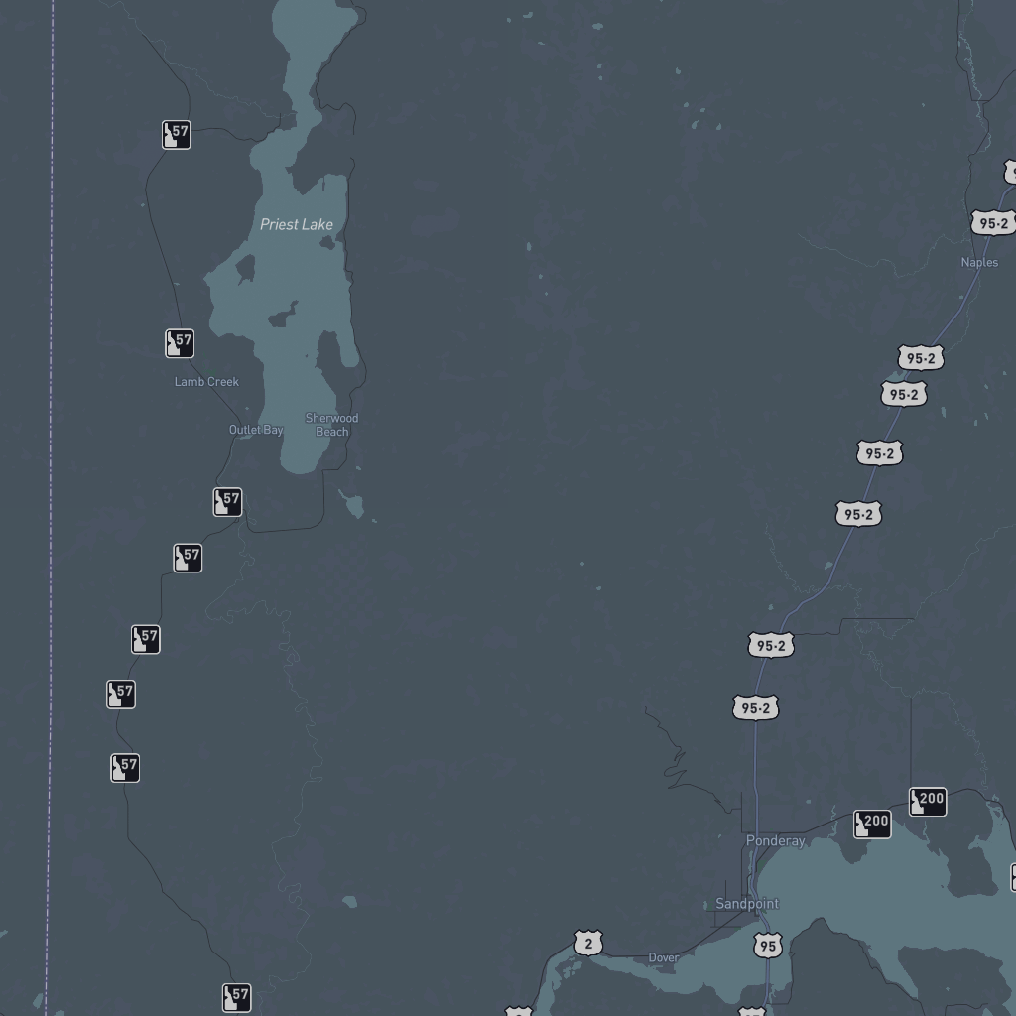 57
Priest Lake
95·2
Naples
57
95·2
Lamb Creek
95·2
Sherwood
Beach
Outlet Bay
95·2
57
95·2
57
57
95·2
57
95·2
57
200
200
Ponderay
Sandpoint
2
95
Dover
57